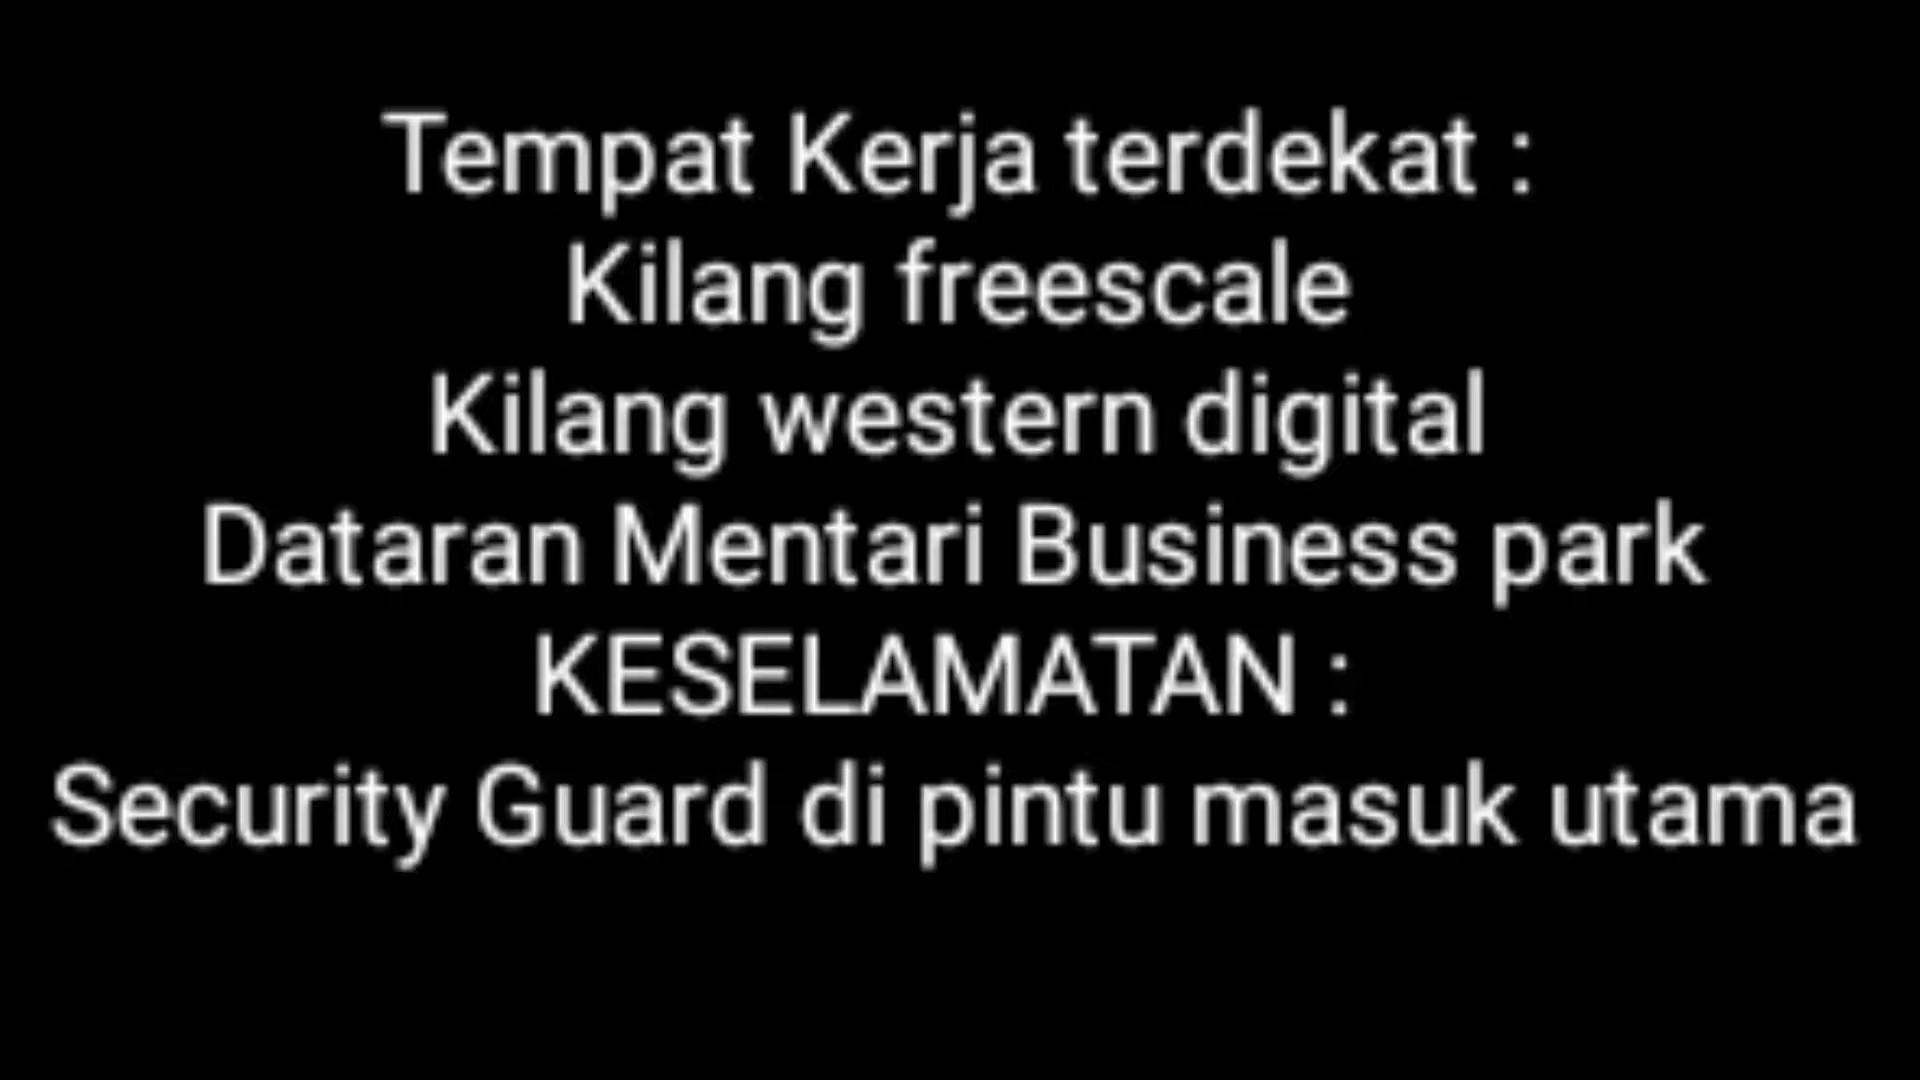 Tempat Kerja terdekat :
Kilang freescale
Kilang western digital
Dataran Mentari Business park
KESELAMATAN :
Security Guard di pintu masuk utama